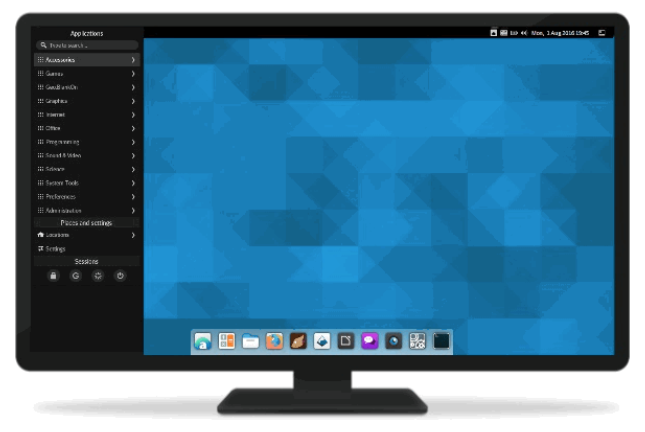 Applications
Mon, 1 Aug 2016 19:45
Type to search...
Accessories
Games
GeeXtamOn
Graphics
Internet
Office
Programming
Sound & Video
Science
System Tools
Preferences
Administration
Places and settings
Locations
Settings
Sessions